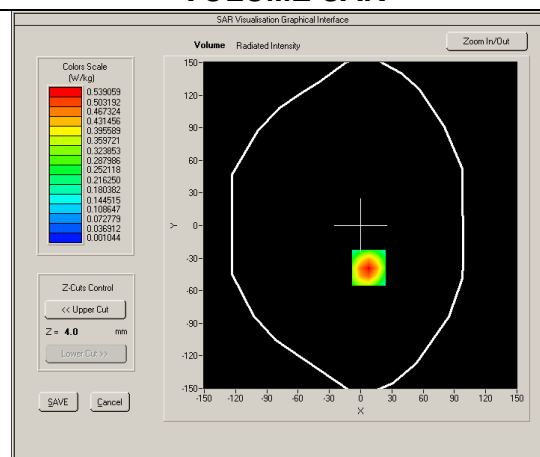 VOLUME SAR
SAR Visualisation Graphical Interface
Volume Radiated Intensity
Zoom In/Out
Colors Scale
(W/kg)
0.539059
0.503192
0.467324
0.431456
0.395589
0.359721
0.323853
0.287986
0.252118
0.216250
0.180382
0.144515
0.108647
0.072779
0.036912
0.001044
Z-Cuts Control
<< Upper Cut
Z = 4.0 mm
Lower Cut >>
SAVE Cancel
150-
120-
90-
60-
30-
0-
-30-
-60-
-90-
-120-
-150-
Y
-150 -120 -90 -60 -30 0 30 60 90 120 150
X